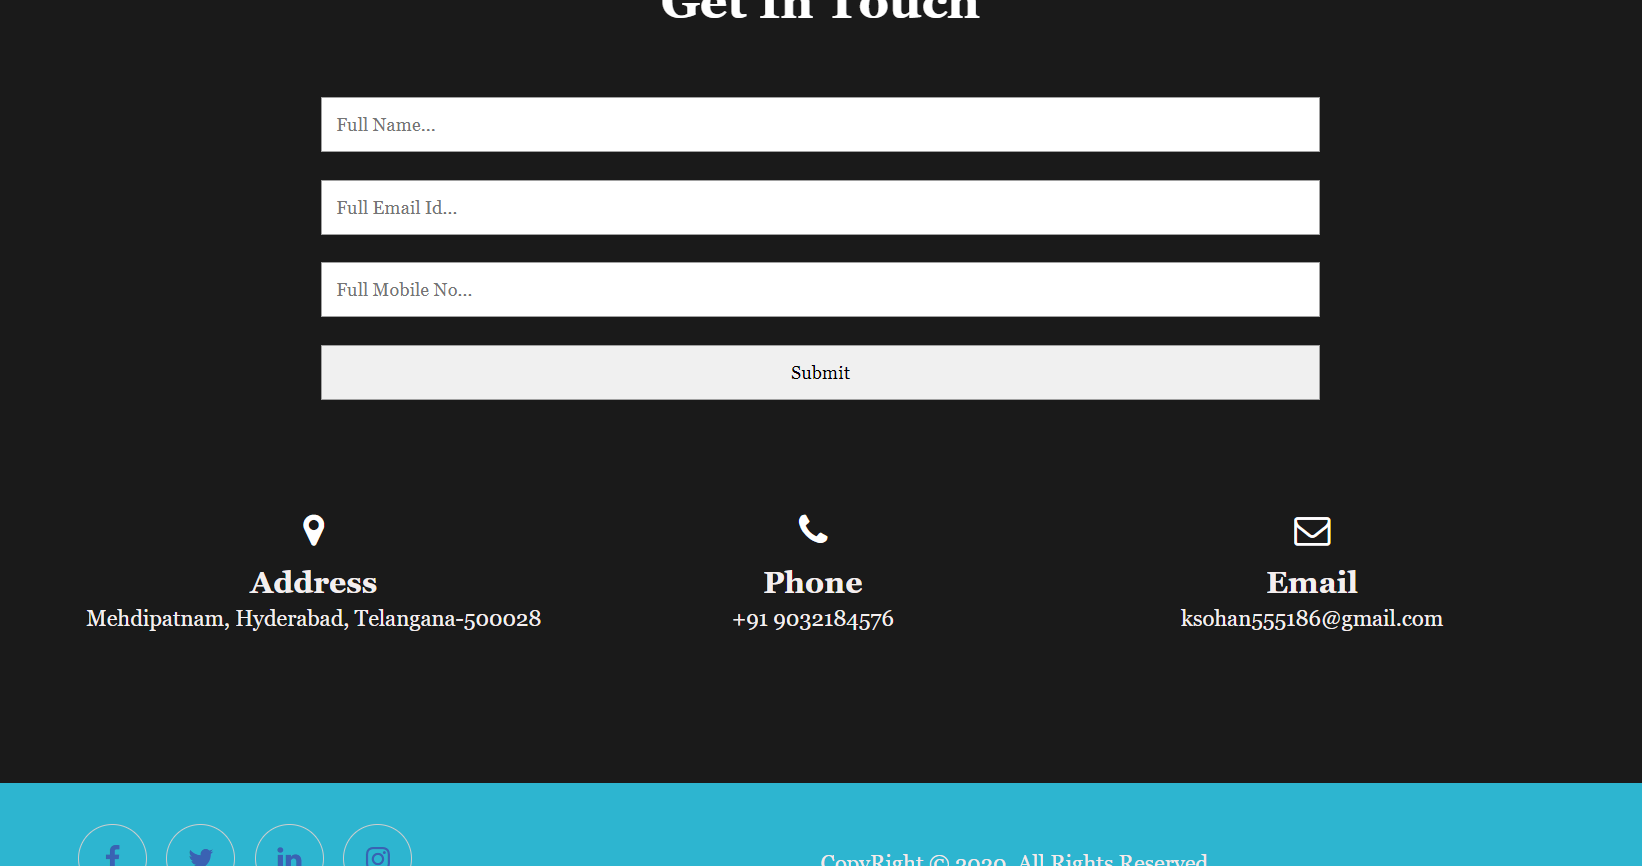 Get In Touch
Full Name...
Full Email Id...
Full Mobile No...
Submit
Address
Mehdipatnam, Hyderabad, Telangana-500028
Phone
+91 9032184576
Email
ksohan555186@gmail.com
CopyRight © 2020. All Rights Reserved